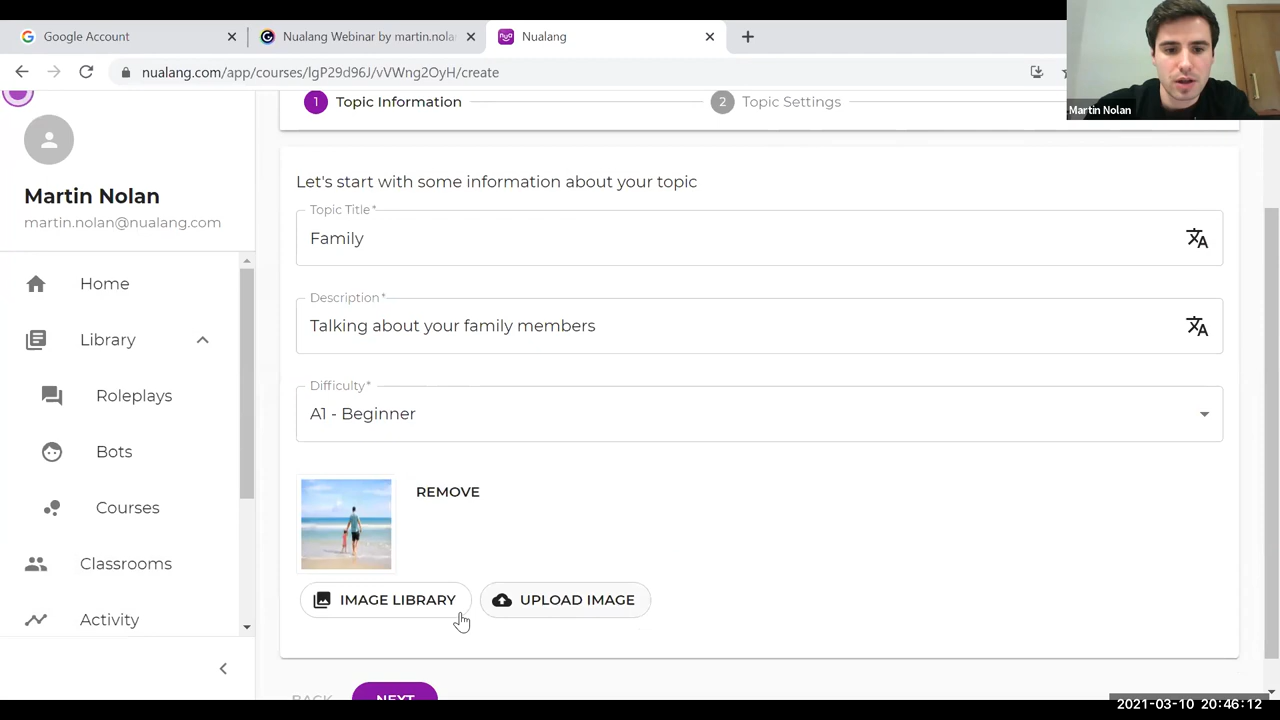 Google Account
Nualang Webinar by martin.nola
Nualang
nualang.com/app/courses/lgP29d96J/vVWng2OyH/create
Martin Nolan
1 Topic Information
2 Topic Settings
Martin Nolan
martin.nolan@nualang.com
Home
Library
Roleplays
Bots
Courses
Classrooms
Activity
Let's start with some information about your topic
Topic Title*
Family
Description*
Talking about your family members
Difficulty*
A1 - Beginner
REMOVE
IMAGE LIBRARY
UPLOAD IMAGE
BACK
NEXT
2021-03-10 20:46:12